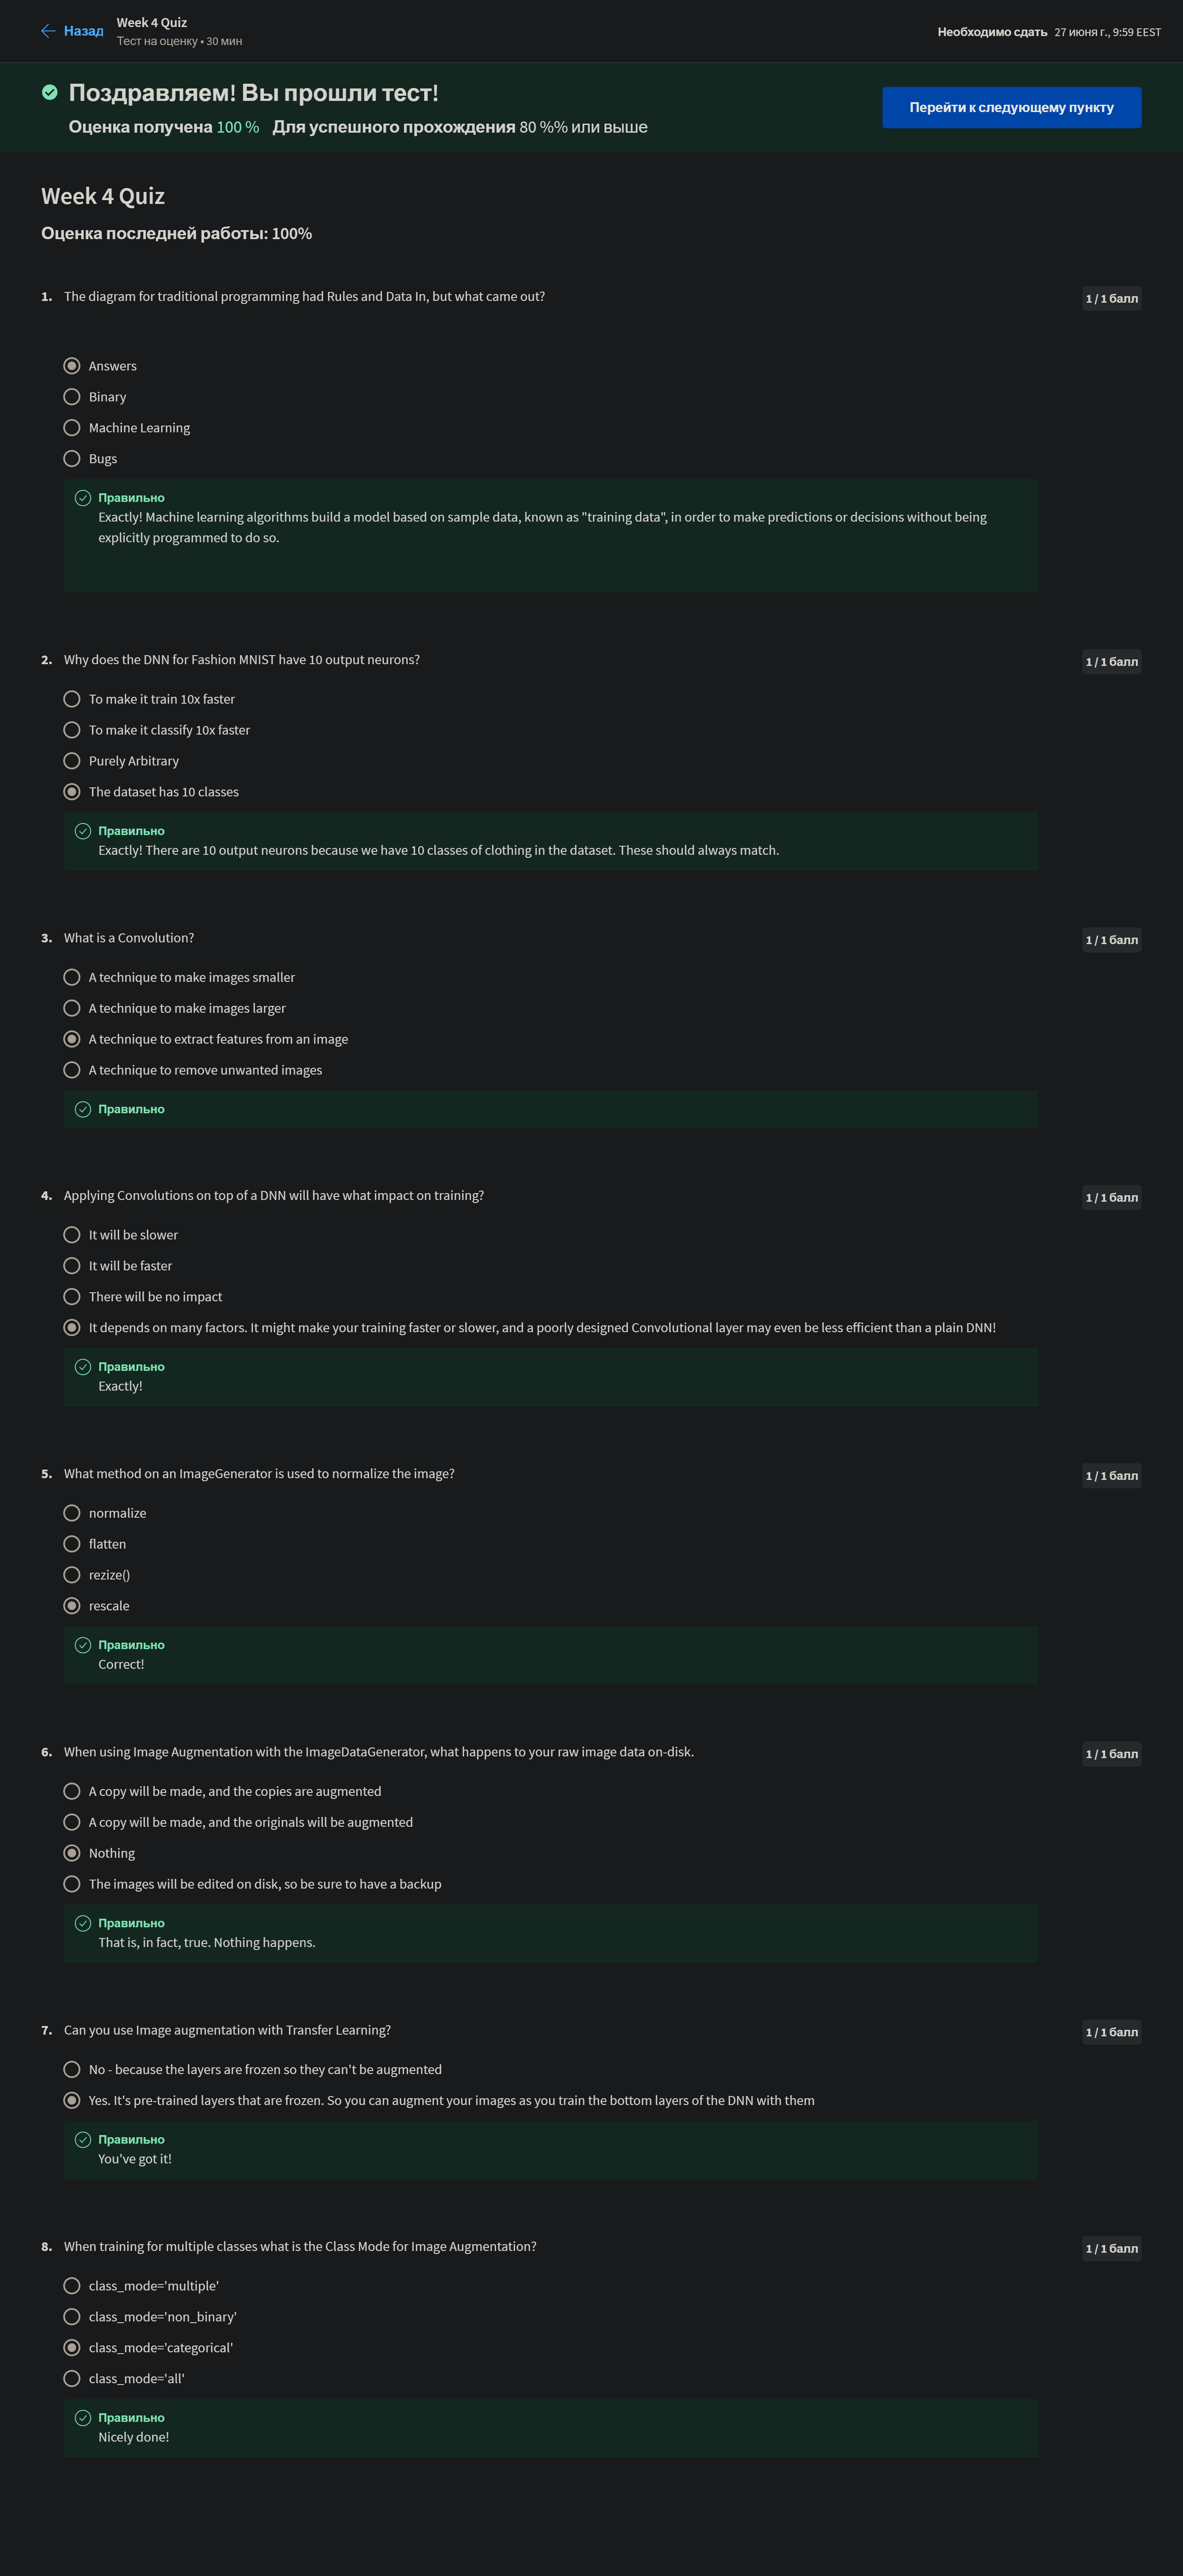 Назад
Week 4 Quiz
Тест на оценку • 30 мин
Необходимо сдать 27 июня г., 9:59 EEST
Поздравляем! Вы прошли тест!
Оценка получена 100 % Для успешного прохождения 80 %% или выше
Перейти к следующему пункту
Week 4 Quiz
Оценка последней работы: 100%
1. The diagram for traditional programming had Rules and Data In, but what came out?
1 / 1 балл
Answers
Binary
Machine Learning
Bugs
Правильно
Exactly! Machine learning algorithms build a model based on sample data, known as "training data", in order to make predictions or decisions without being
explicitly programmed to do so.
2. Why does the DNN for Fashion MNIST have 10 output neurons?
1 / 1 балл
To make it train 10x faster
To make it classify 10x faster
Purely Arbitrary
The dataset has 10 classes
Правильно
Exactly! There are 10 output neurons because we have 10 classes of clothing in the dataset. These should always match.
3. What is a Convolution?
1 / 1 балл
A technique to make images smaller
A technique to make images larger
A technique to extract features from an image
A technique to remove unwanted images
Правильно
4. Applying Convolutions on top of a DNN will have what impact on training?
1 / 1 балл
It will be slower
It will be faster
There will be no impact
It depends on many factors. It might make your training faster or slower, and a poorly designed Convolutional layer may even be less efficient than a plain DNN!
Правильно
Exactly!
5. What method on an ImageGenerator is used to normalize the image?
1 / 1 балл
normalize
flatten
rezize()
rescale
Правильно
Correct!
6. When using Image Augmentation with the ImageDataGenerator, what happens to your raw image data on-disk.
1 / 1 балл
A copy will be made, and the copies are augmented
A copy will be made, and the originals will be augmented
Nothing
The images will be edited on disk, so be sure to have a backup
Правильно
That is, in fact, true. Nothing happens.
7. Can you use Image augmentation with Transfer Learning?
1 / 1 балл
No - because the layers are frozen so they can't be augmented
Yes. It's pre-trained layers that are frozen. So you can augment your images as you train the bottom layers of the DNN with them
Правильно
You've got it!
8. When training for multiple classes what is the Class Mode for Image Augmentation?
1 / 1 балл
class_mode='multiple'
class_mode='non_binary'
class_mode='categorical'
class_mode='all'
Правильно
Nicely done!